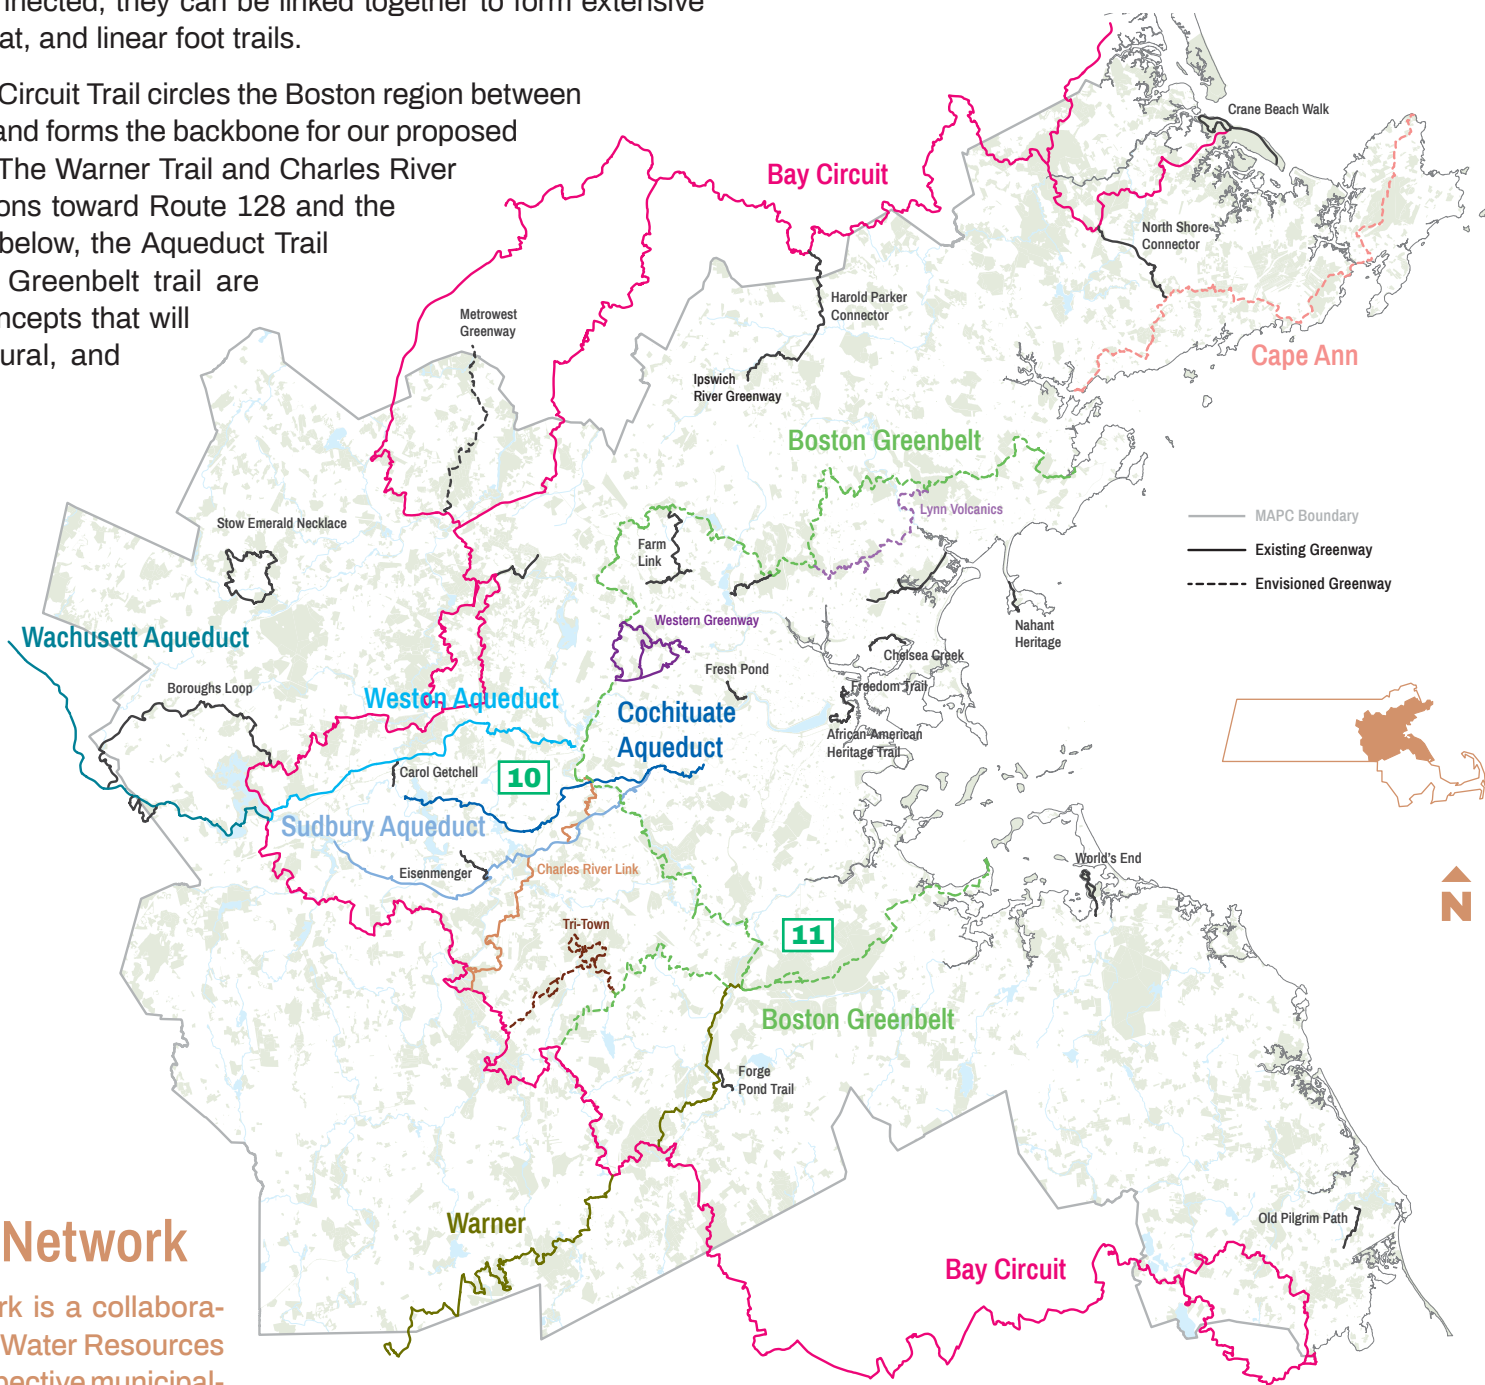 nnected, they can be linked together to form extensive
at, and linear foot trails.
Circuit Trail circles the Boston region between
and forms the backbone for our proposed
The Warner Trail and Charles River
ons toward Route 128 and the
below, the Aqueduct Trail
Greenbelt trail are
ncepts that will
ural, and
Crane Beach Walk
Bay Circuit
North Shore
Connector
Harold Parker
Connector
Metrowest
Greenway
Cape Ann
Ipswich
River Greenway
Boston Greenbelt
Lynn Volcanics
MAPC Boundary
Existing Greenway
Envisioned Greenway
Stow Emerald Necklace
Farm
Link
Nahant
Heritage
Western Greenway
Wachusett Aqueduct
Chelsea Creek
Fresh Pond
Boroughs Loop
Weston Aqueduct
Freedom Trail
Cochituate
Aqueduct
African-American
Heritage Trail
Carol Getchell
10
Sudbury Aqueduct
World's End
Eisenmenger
Charles River Link
N
Tri-Town
11
Boston Greenbelt
Forge
Pond Trail
Warner
Old Pilgrim Path
Bay Circuit
Network
rk is a collabora-
Water Resources
pective municipal-